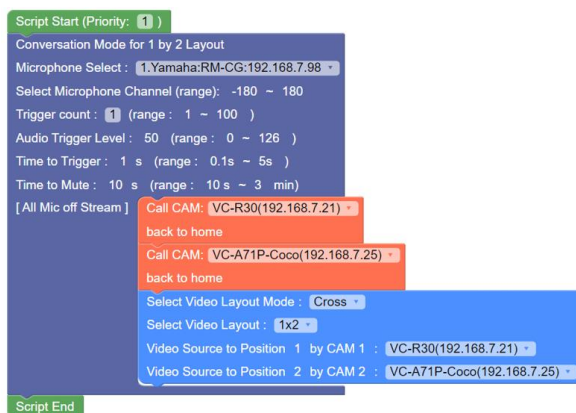 Script Start (Priority: 1 )
Conversation Mode for 1 by 2 Layout
Microphone Select : 1.Yamaha:RM-CG:192.168.7.98
Select Microphone Channel (range): -180 ~ 180
Trigger count : 1 (range : 1 ~ 100 )
Audio Trigger Level : 50 (range : 0 ~ 126 )
Time to Trigger : 1 s (range : 0.1s ~ 5s )
Time to Mute : 10 s (range : 10 s ~ 3 min)
[ All Mic off Stream ] Call CAM: VC-R30(192.168.7.21)
back to home
Call CAM: VC-A71P-Coco(192.168.7.25)
back to home
Select Video Layout Mode : Cross
Select Video Layout : 1x2
Video Source to Position 1 by CAM 1 : VC-R30(192.168.7.21)
Video Source to Position 2 by CAM 2 : VC-A71P-Coco(192.168.7.25)
Script End